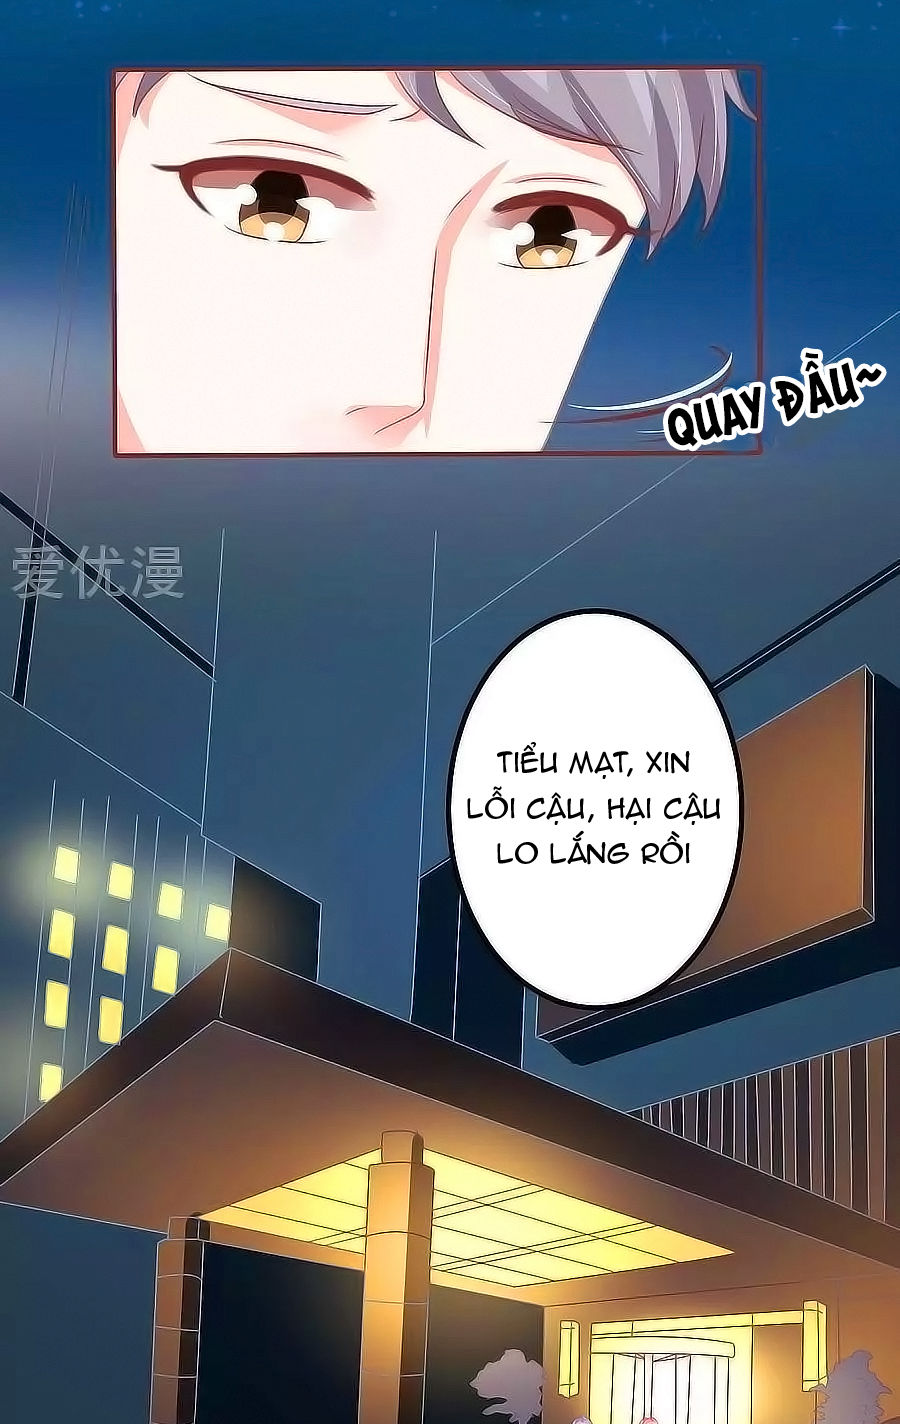 QUAY ĐẦU~
爱优漫
TIỂU MẠT, XIN
LỖI CẬU, HẠI CẬU
LO LẮNG RỒI